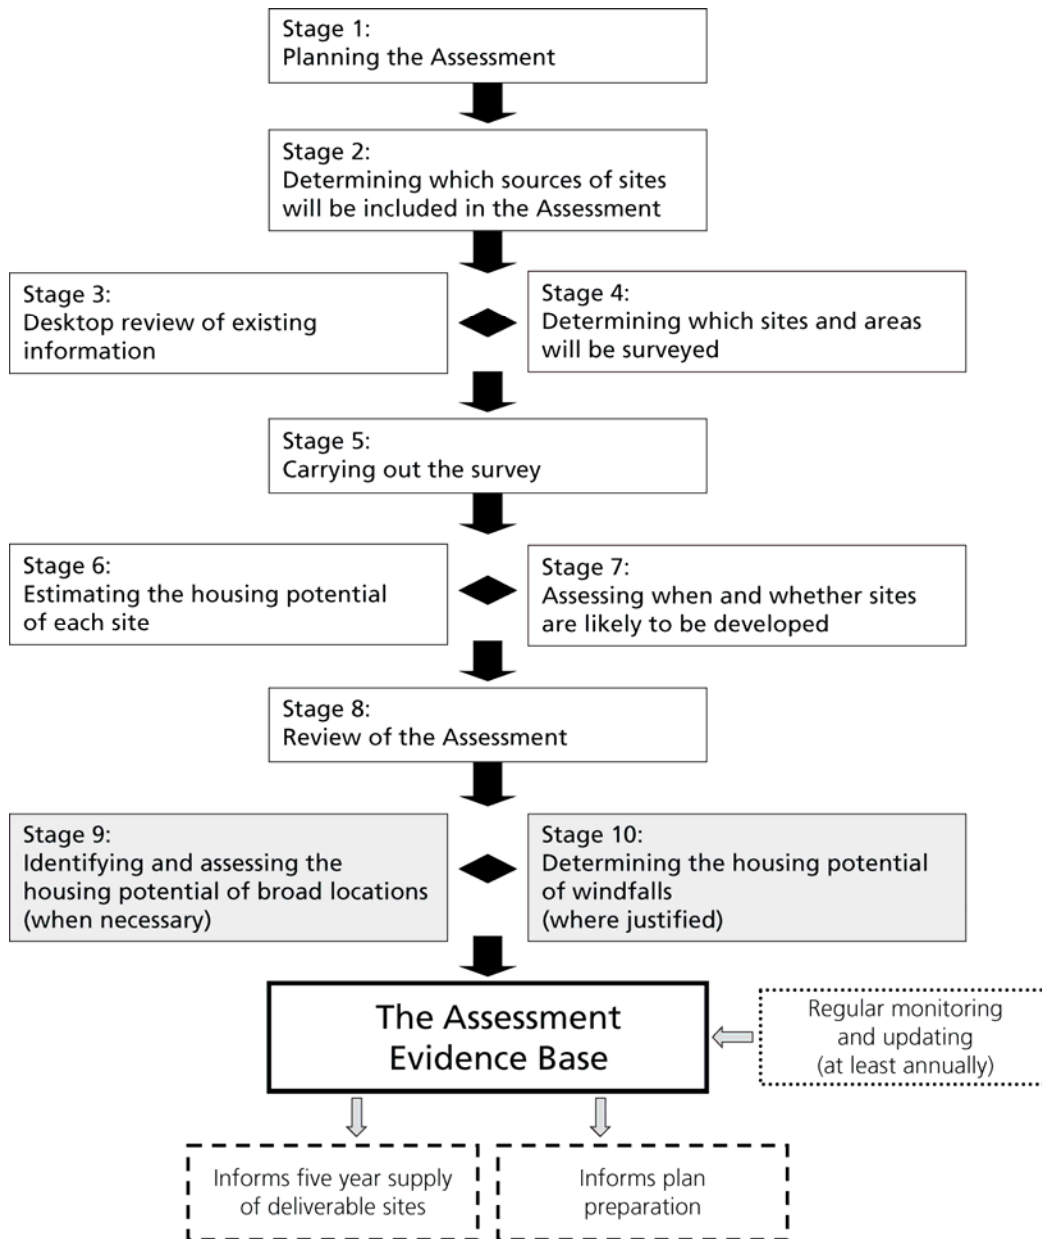 Stage 1:
Planning the Assessment
Stage 2:
Determining which sources of sites
will be included in the Assessment
Stage 3:
Desktop review of existing
information
Stage 4:
Determining which sites and areas
will be surveyed
Stage 5:
Carrying out the survey
Stage 6:
Estimating the housing potential
of each site
Stage 7:
Assessing when and whether sites
are likely to be developed
Stage 8:
Review of the Assessment
Stage 9:
Identifying and assessing the
housing potential of broad locations
(when necessary)
Stage 10:
Determining the housing potential
of windfalls
(where justified)
The Assessment
Evidence Base
Regular monitoring
and updating
(at least annually)
Informs five year supply
of deliverable sites
Informs plan
preparation